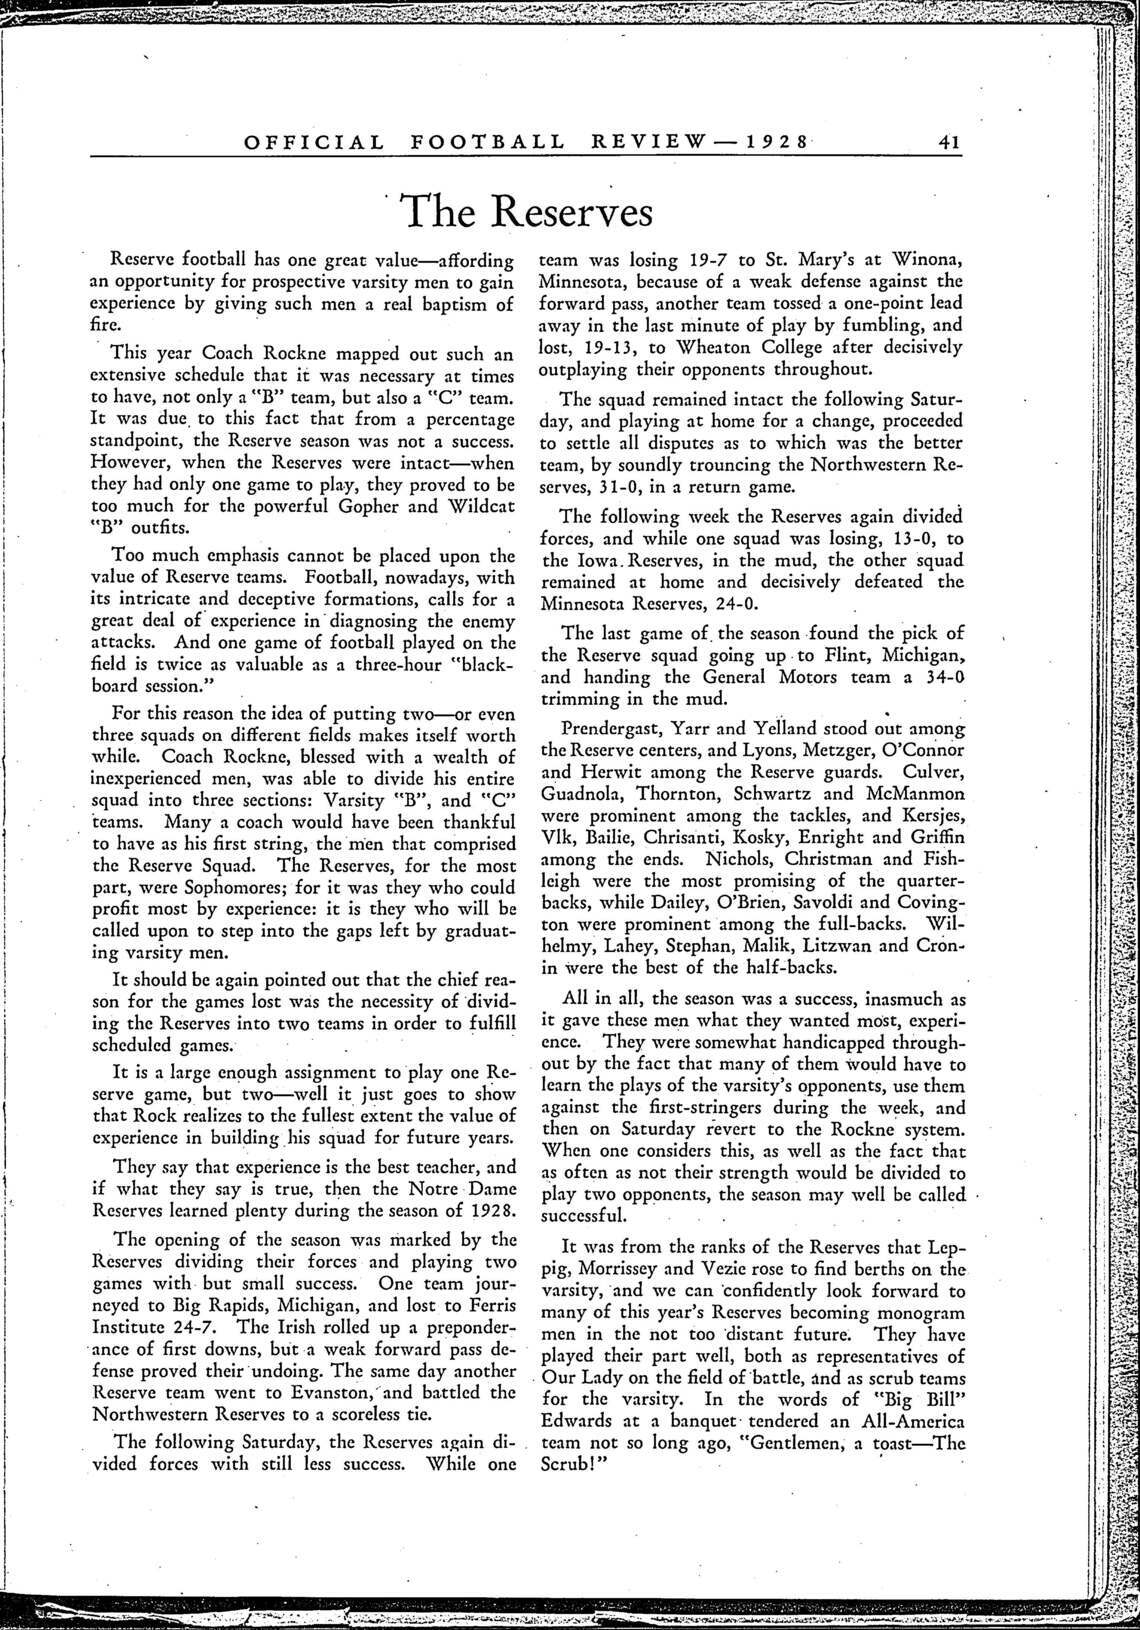 OFFICIAL FOOTBALL REVIEW—1928 41
The Reserves
Reserve football has one great value—affording
an opportunity for prospective varsity men to gain
experience by giving such men a real baptism of
fire.
This year Coach Rockne mapped out such an
extensive schedule that it was necessary at times
to have, not only a "B" team, but also a "C" team.
It was due to this fact that from a percentage
standpoint, the Reserve season was not a success.
However, when the Reserves were intact—when
they had only one game to play, they proved to be
too much for the powerful Gopher and Wildcat
"B" outfits.
Too much emphasis cannot be placed upon the
value of Reserve teams. Football, nowadays, with
its intricate and deceptive formations, calls for a
great deal of experience in diagnosing the enemy
attacks. And one game of football played on the
field is twice as valuable as a three-hour "black-
board session."
For this reason the idea of putting two—or even
three squads on different fields makes itself worth
while. Coach Rockne, blessed with a wealth of
inexperienced men, was able to divide his entire
squad into three sections: Varsity "B", and "C"
teams. Many a coach would have been thankful
to have as his first string, the men that comprised
the Reserve Squad. The Reserves, for the most
part, were Sophomores; for it was they who could
profit most by experience: it is they who will be
called upon to step into the gaps left by graduat-
ing varsity men.
It should be again pointed out that the chief rea-
son for the games lost was the necessity of divid-
ing the Reserves into two teams in order to fulfill
scheduled games.
It is a large enough assignment to play one Re-
serve game, but two—well it just goes to show
that Rock realizes to the fullest extent the value of
experience in building his squad for future years.
They say that experience is the best teacher, and
if what they say is true, then the Notre Dame
Reserves learned plenty during the season of 1928.
The opening of the season was marked by the
Reserves dividing their forces and playing two
games with but small success. One team jour-
neyed to Big Rapids, Michigan, and lost to Ferris
Institute 24-7. The Irish rolled up a preponder-
ance of first downs, but a weak forward pass de-
fense proved their undoing. The same day another
Reserve team went to Evanston, and battled the
Northwestern Reserves to a scoreless tie.
The following Saturday, the Reserves again di-
vided forces with still less success. While one
team was losing 19-7 to St. Mary's at Winona,
Minnesota, because of a weak defense against the
forward pass, another team tossed a one-point lead
away in the last minute of play by fumbling, and
lost, 19-13, to Wheaton College after decisively
outplaying their opponents throughout.
The squad remained intact the following Satur-
day, and playing at home for a change, proceeded
to settle all disputes as to which was the better
team, by soundly trouncing the Northwestern Re-
serves, 31-0, in a return game.
The following week the Reserves again divided
forces, and while one squad was losing, 13-0, to
the Iowa Reserves, in the mud, the other squad
remained at home and decisively defeated the
Minnesota Reserves, 24-0.
The last game of the season found the pick of
the Reserve squad going up to Flint, Michigan,
and handing the General Motors team a 34-0
trimming in the mud.
Prendergast, Yarr and Yelland stood out among
the Reserve centers, and Lyons, Metzger, O'Connor
and Herwit among the Reserve guards. Culver,
Guadnola, Thornton, Schwartz and McManmon
were prominent among the tackles, and Kersjes,
Vlk, Bailie, Chrisanti, Kosky, Enright and Griffin
among the ends. Nichols, Christman and Fish-
leigh were the most promising of the quarter-
backs, while Dailey, O'Brien, Savoldi and Coving-
ton were prominent among the full-backs. Wil-
helmy, Lahey, Stephan, Malik, Litzwan and Cron-
in were the best of the half-backs.
All in all, the season was a success, inasmuch as
it gave these men what they wanted most, experi-
ence. They were somewhat handicapped through-
out by the fact that many of them would have to
learn the plays of the varsity's opponents, use them
against the first-stringers during the week, and
then on Saturday revert to the Rockne system.
When one considers this, as well as the fact that
as often as not their strength would be divided to
play two opponents, the season may well be called
successful.
It was from the ranks of the Reserves that Lep-
pig, Morrissey and Vezie rose to find berths on the
varsity, and we can confidently look forward to
many of this year's Reserves becoming monogram
men in the not too distant future. They have
played their part well, both as representatives of
Our Lady on the field of battle, and as scrub teams
for the varsity. In the words of "Big Bill"
Edwards at a banquet tendered an All-America
team not so long ago, "Gentlemen, a toast—The
Scrub!"